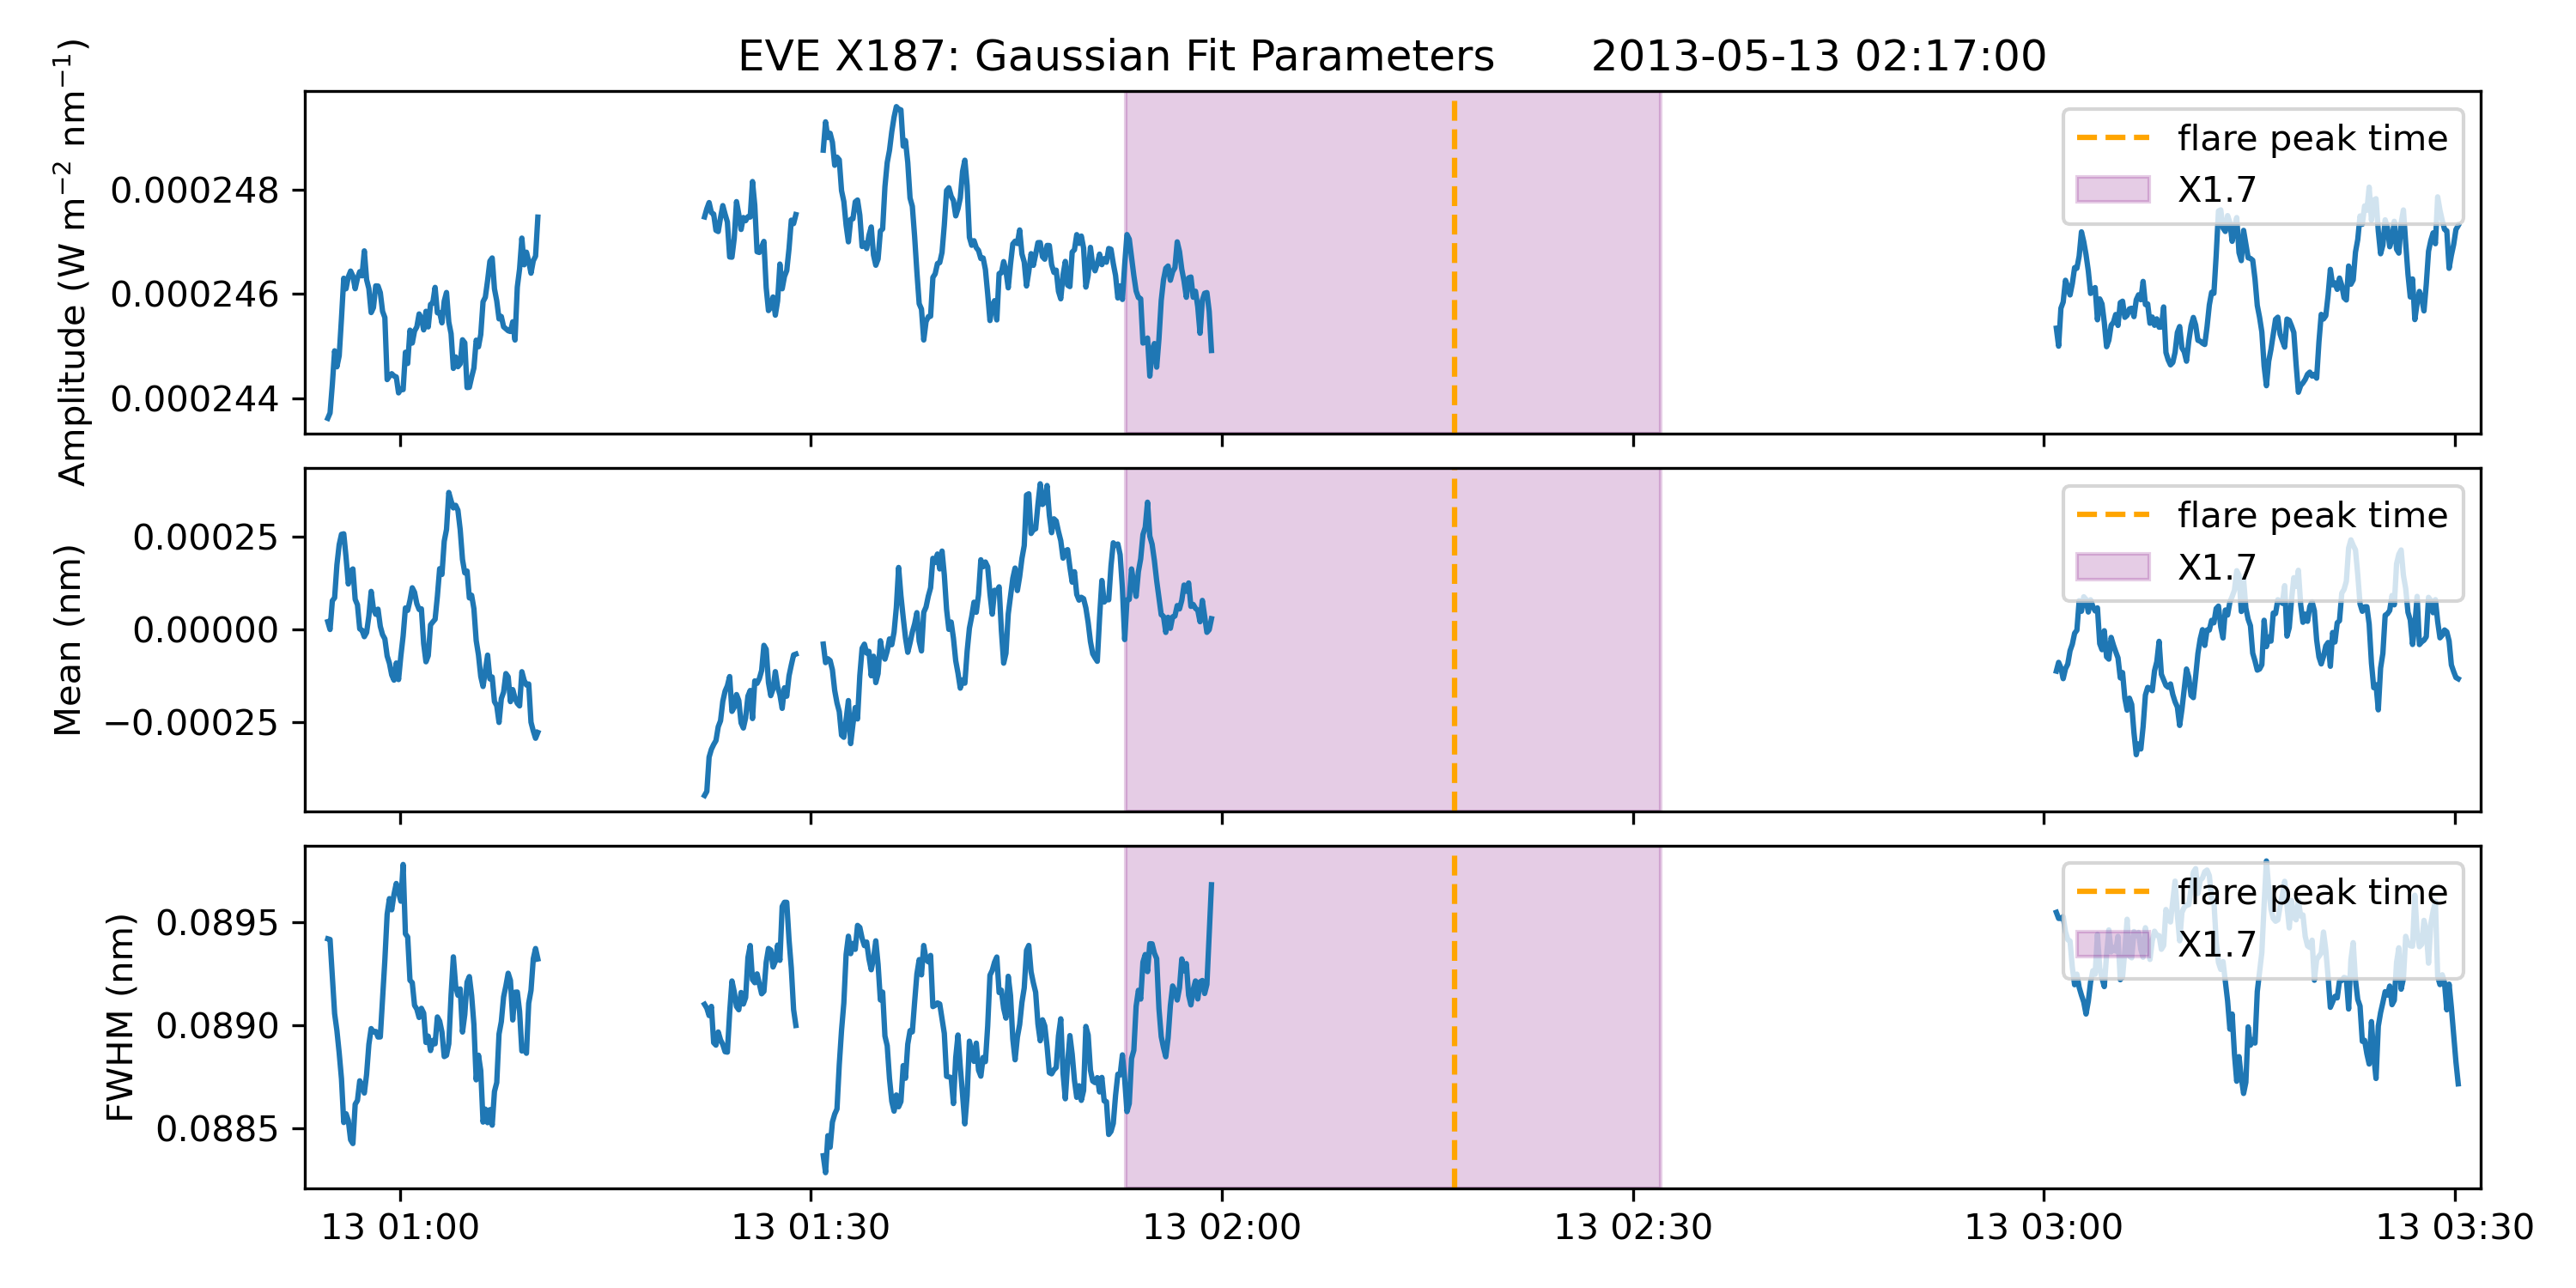 EVE X187: Gaussian Fit Parameters 2013-05-13 02:17:00
Amplitude (W m⁻² nm⁻¹)
0.000248
0.000246
0.000244
flare peak time
X1.7
Mean (nm)
0.00025
0.00000
−0.00025
flare peak time
X1.7
FWHM (nm)
0.0895
0.0890
0.0885
flare peak time
X1.7
13 01:00 13 01:30 13 02:00 13 02:30 13 03:00 13 03:30